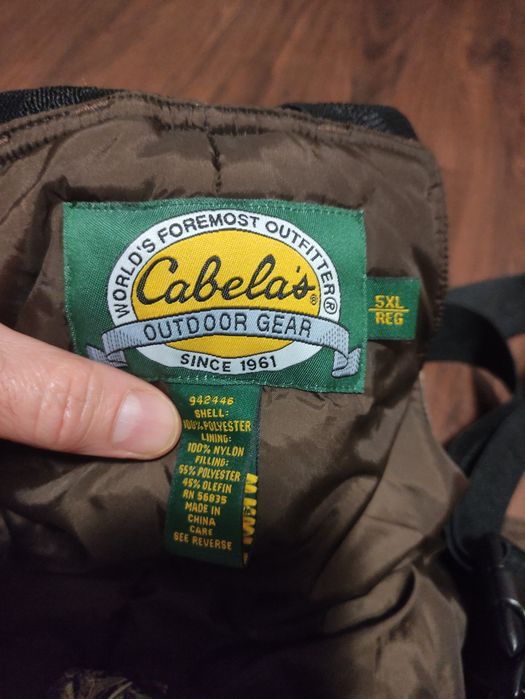 WORLD'S FOREMOST OUTFITTER®
Cabela's®
OUTDOOR GEAR
SINCE 1961
5XL
REG
942446
SHELL:
100% POLYESTER
LINING:
100% NYLON
FILLING:
55% POLYESTER
45% OLEFIN
RN 56835
MADE IN
CHINA
CARE
SEE REVERSE